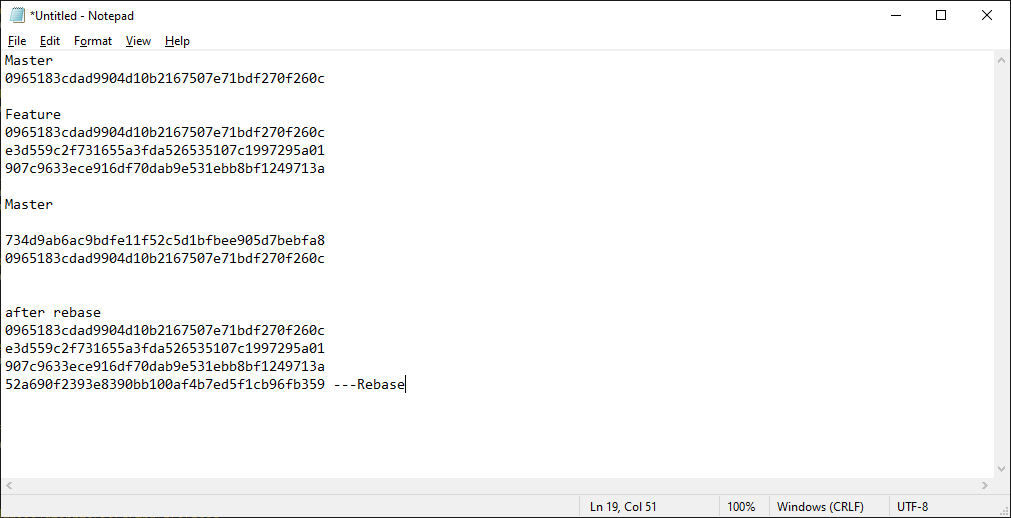 *Untitled - Notepad
File Edit Format View Help
Master
0965183cdad9904d10b2167507e71bdf270f260c
Feature
0965183cdad9904d10b2167507e71bdf270f260c
e3d559c2f731655a3fda526535107c1997295a01
907c9633ece916df70dab9e531ebb8bf1249713a
Master
734d9ab6ac9bdfe11f52c5d1bfbee905d7bebfa8
0965183cdad9904d10b2167507e71bdf270f260c
after rebase
0965183cdad9904d10b2167507e71bdf270f260c
e3d559c2f731655a3fda526535107c1997295a01
907c9633ece916df70dab9e531ebb8bf1249713a
52a690f2393e8390bb100af4b7ed5f1cb96fb359 ---Rebase
Ln 19, Col 51 100% Windows (CRLF) UTF-8